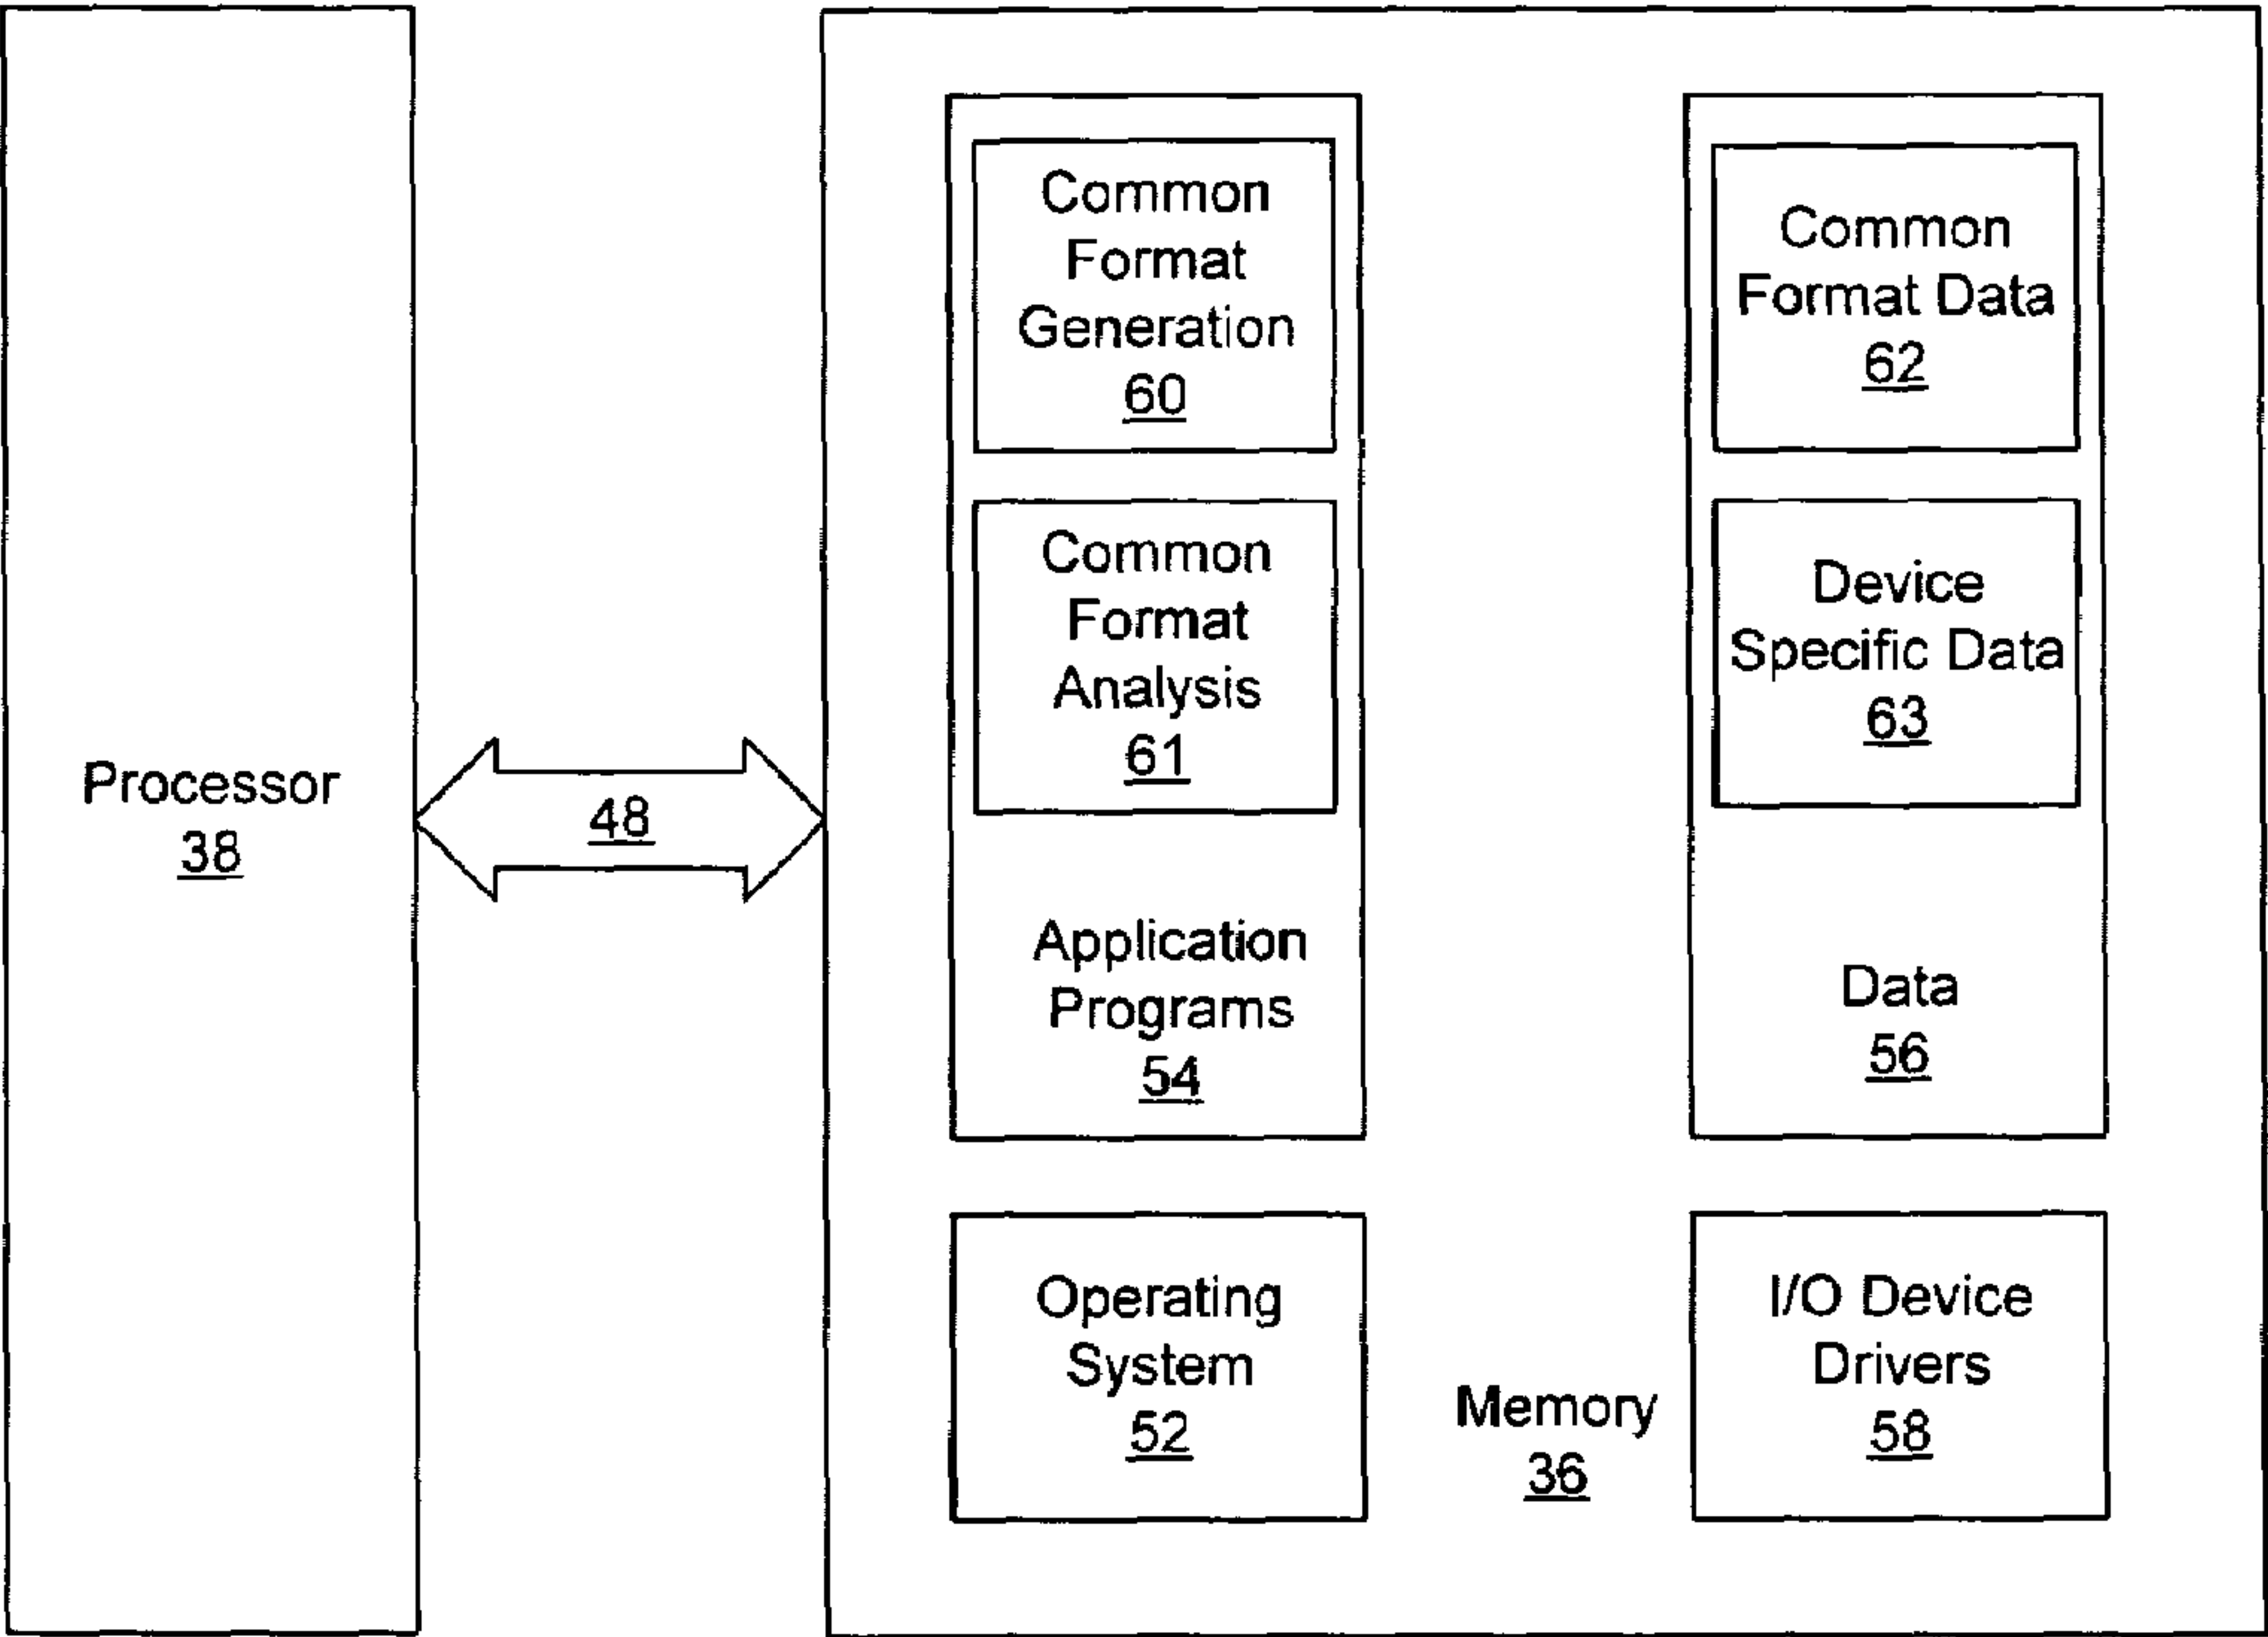 Processor
38
48
Common
Format
Generation
60
Common
Format
Analysis
61
Application
Programs
54
Common
Format Data
62
Device
Specific Data
63
Data
56
Operating
System
52
Memory
36
I/O Device
Drivers
58